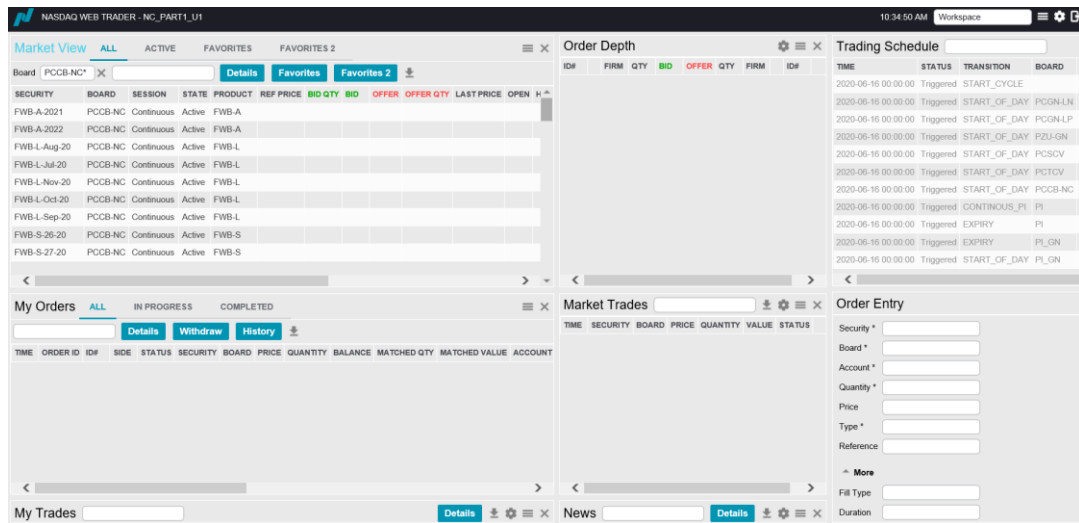 NASDAQ WEB TRADER - NC_PART1_U1
10:34:50 AM Workspace
Market View ALL ACTIVE FAVORITES FAVORITES 2
Board PCCB-NC* Details Favorites Favorites 2
SECURITY BOARD SESSION STATE PRODUCT REF PRICE BID QTY BID OFFER OFFER QTY LAST PRICE OPEN H
FWB-A-2021 PCCB-NC Continuous Active FWB-A
FWB-A-2022 PCCB-NC Continuous Active FWB-A
FWB-L-Aug-20 PCCB-NC Continuous Active FWB-L
FWB-L-Jul-20 PCCB-NC Continuous Active FWB-L
FWB-L-Nov-20 PCCB-NC Continuous Active FWB-L
FWB-L-Oct-20 PCCB-NC Continuous Active FWB-L
FWB-L-Sep-20 PCCB-NC Continuous Active FWB-L
FWB-S-26-20 PCCB-NC Continuous Active FWB-S
FWB-S-27-20 PCCB-NC Continuous Active FWB-S
Order Depth
ID# FIRM QTY BID OFFER QTY FIRM ID#
Trading Schedule
TIME STATUS TRANSITION BOARD
2020-06-16 00:00:00 Triggered START_CYCLE
2020-06-16 00:00:00 Triggered START_OF_DAY PCGN-LN
2020-06-16 00:00:00 Triggered START_OF_DAY PCGN-LP
2020-06-16 00:00:00 Triggered START_OF_DAY PZU-GN
2020-06-16 00:00:00 Triggered START_OF_DAY PCSCV
2020-06-16 00:00:00 Triggered START_OF_DAY PCTCV
2020-06-16 00:00:00 Triggered START_OF_DAY PCCB-NC
2020-06-16 00:00:00 Triggered CONTINOUS_PI PI
2020-06-16 00:00:00 Triggered EXPIRY PI
2020-06-16 00:00:00 Triggered EXPIRY PI_GN
2020-06-16 00:00:00 Triggered START_OF_DAY PI_GN
My Orders ALL IN PROGRESS COMPLETED
Details Withdraw History
TIME ORDER ID ID# SIDE STATUS SECURITY BOARD PRICE QUANTITY BALANCE MATCHED QTY MATCHED VALUE ACCOUNT
Market Trades
TIME SECURITY BOARD PRICE QUANTITY VALUE STATUS
Order Entry
Security *
Board *
Account *
Quantity *
Price
Type *
Reference
More
Fill Type
Duration
My Trades Details
News Details